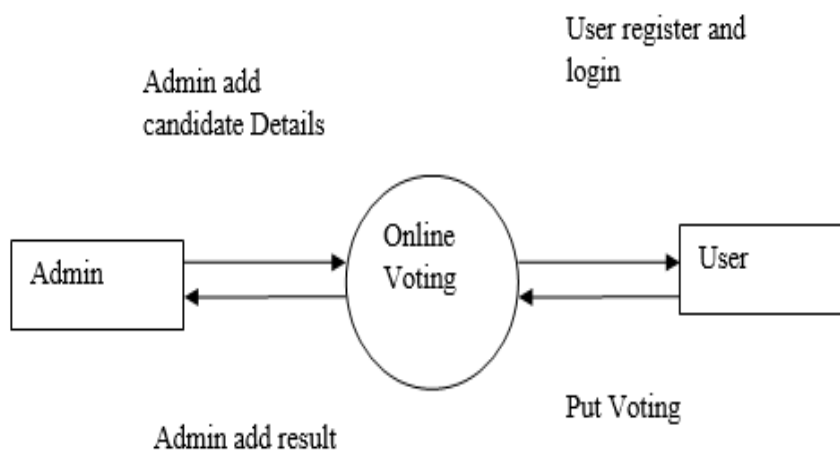 User register and
login
Admin add
candidate Details
Online
Voting
Admin
User
Put Voting
Admin add result